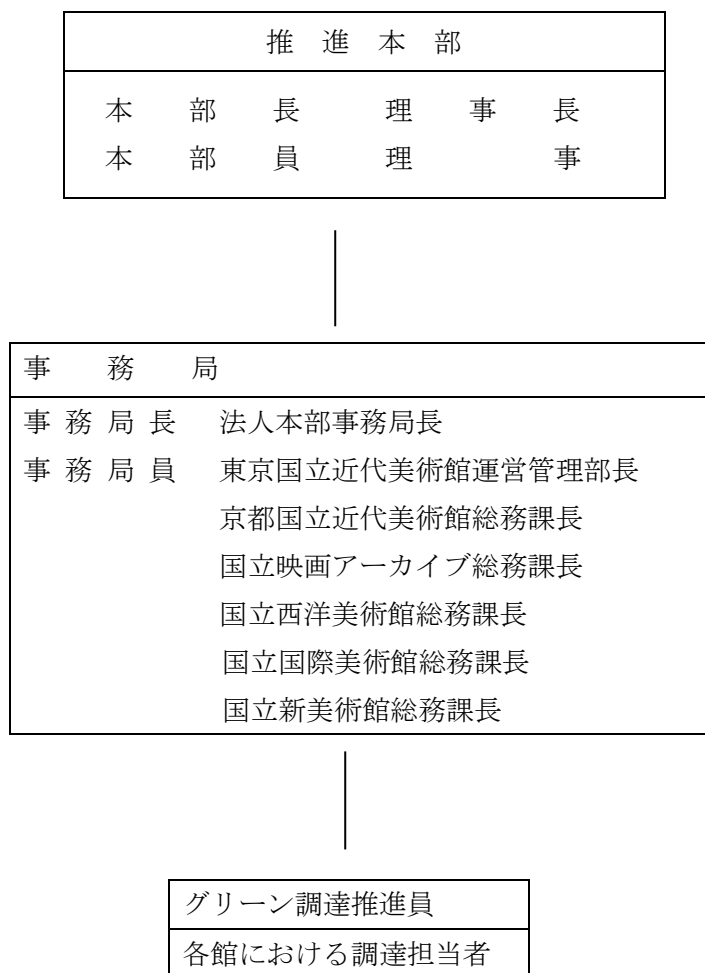 推進本部
本部長 理事長
本部員 理事
事務局
事務局長 法人本部事務局長
事務局員 東京国立近代美術館運営管理部長
京都国立近代美術館総務課長
国立映画アーカイブ総務課長
国立西洋美術館総務課長
国立国際美術館総務課長
国立新美術館総務課長
グリーン調達推進員
各館における調達担当者